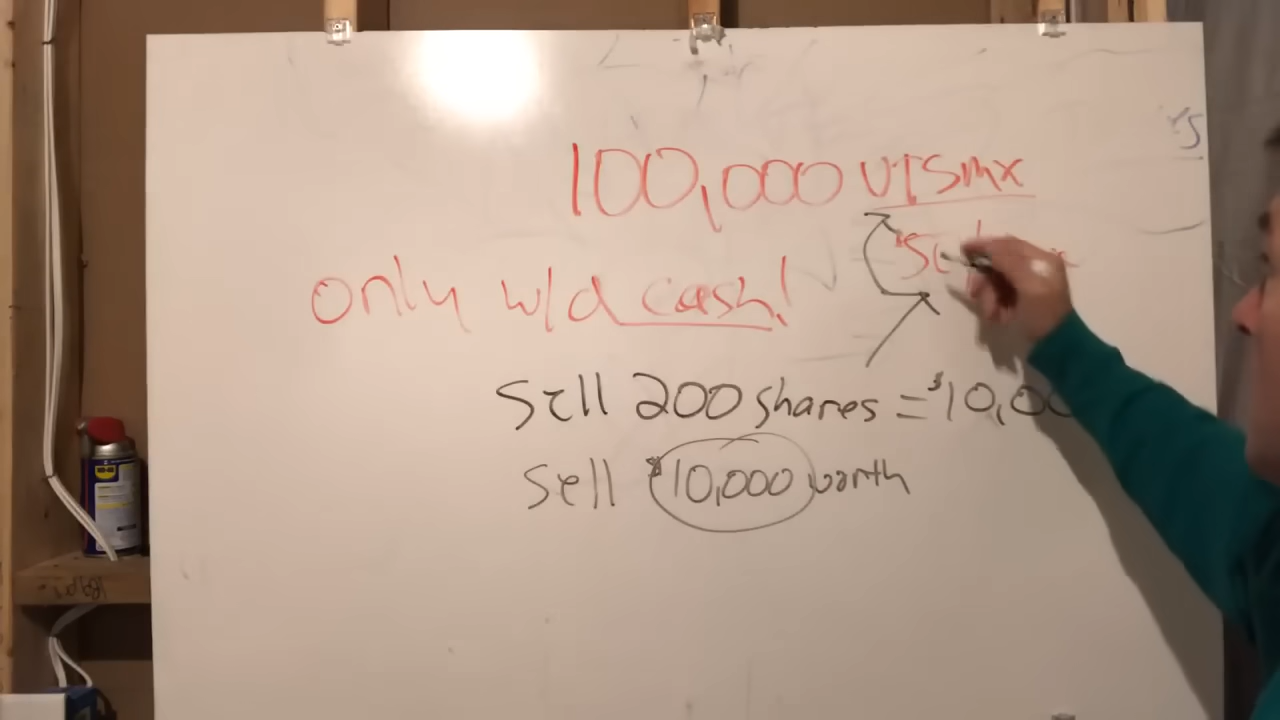 100,000 VTSmx
only w/d cash!
Sell 200 shares = $10,00
Sell $10,000 worth